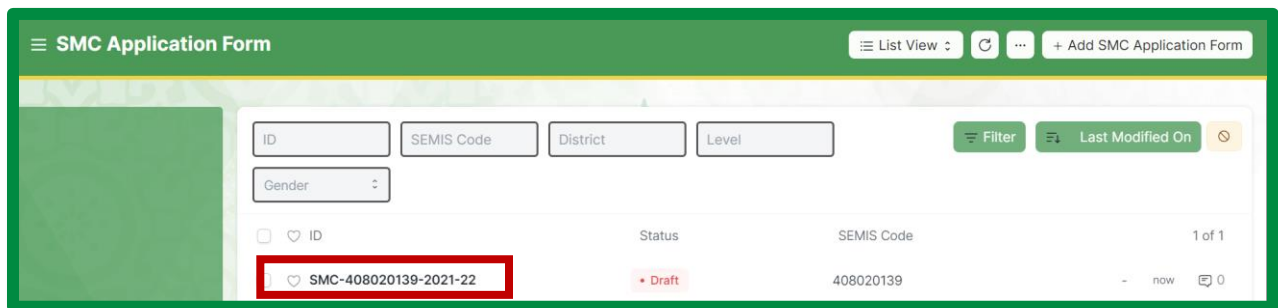 SMC Application Form
List View
+ Add SMC Application Form
ID
SEMIS Code
District
Level
Filter
Last Modified On
Gender
ID
Status
SEMIS Code
1 of 1
SMC-408020139-2021-22
• Draft
408020139
-
now
0